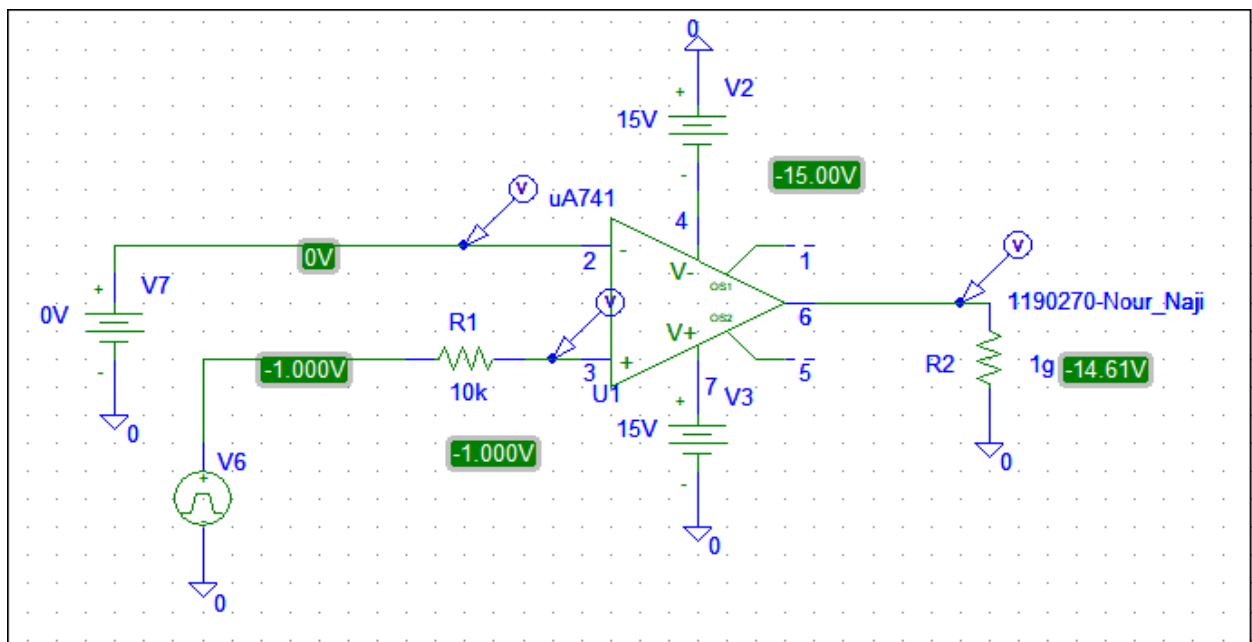 0
+ V2
15V
-15.00V
-
uA741
V
4
V
0V
2
-
V-
OS1
1
+ V7
0V
V
1190270-Nour_Naji
6
R1
OS2
V+
-1.000V
3
+
5
R2
1g
-14.61V
-
10k
U1
7
+ V3
0
15V
-1.000V
0
V6
+
-
-
0
0